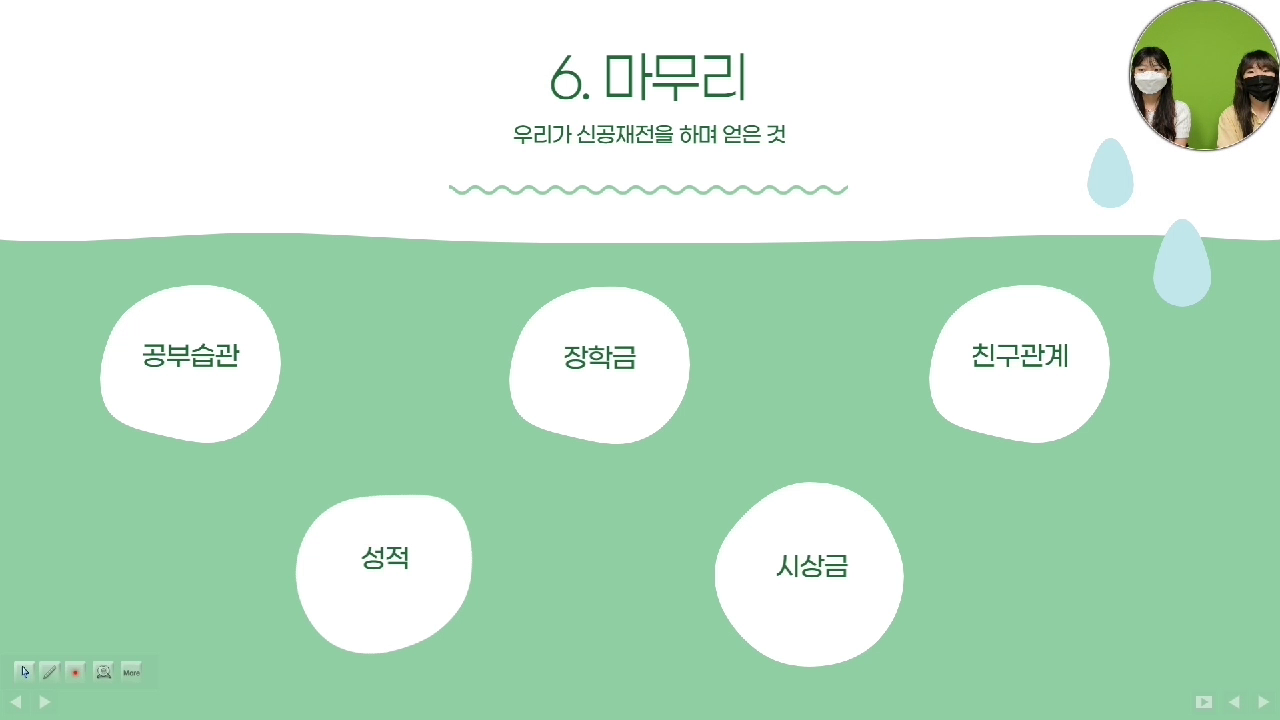 6. 마무리
우리가 신공재전을 하며 얻은 것
공부습관
장학금
친구관계
성적
시상금
More